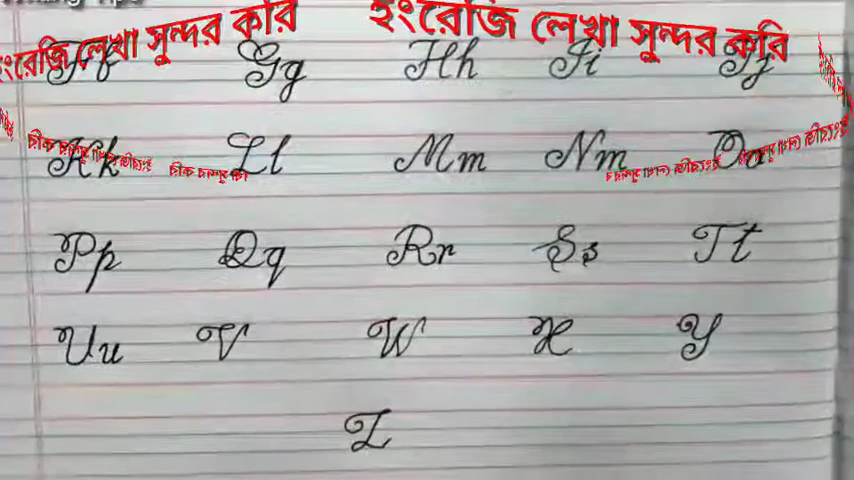 ইংরেজি লেখা সুন্দর করি
ইংরেজি লেখা সুন্দর করি
Ff Gg Hh Ii Jj
Kk Ll Mm Nm Oo
Pp Qq Rr Ss Tt
Uu V W X Y
Z